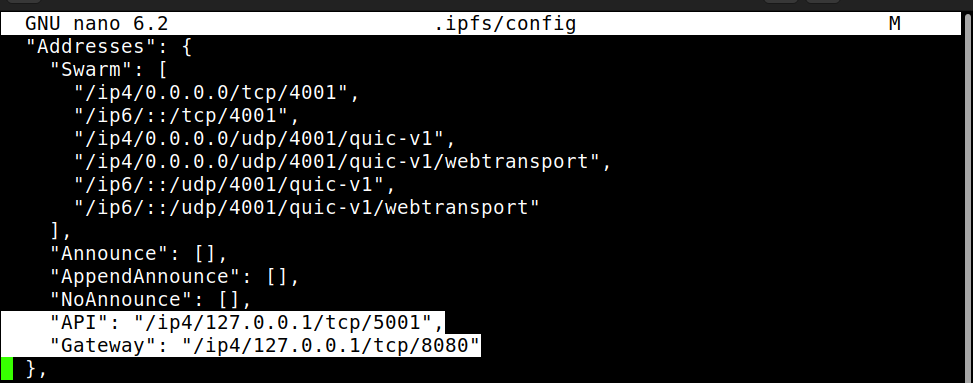 GNU nano 6.2 .ipfs/config M
"Addresses": {
"Swarm": [
"/ip4/0.0.0.0/tcp/4001",
"/ip6/::/tcp/4001",
"/ip4/0.0.0.0/udp/4001/quic-v1",
"/ip4/0.0.0.0/udp/4001/quic-v1/webtransport",
"/ip6/::/udp/4001/quic-v1",
"/ip6/::/udp/4001/quic-v1/webtransport"
],
"Announce": [],
"AppendAnnounce": [],
"NoAnnounce": [],
"API": "/ip4/127.0.0.1/tcp/5001",
"Gateway": "/ip4/127.0.0.1/tcp/8080"
},